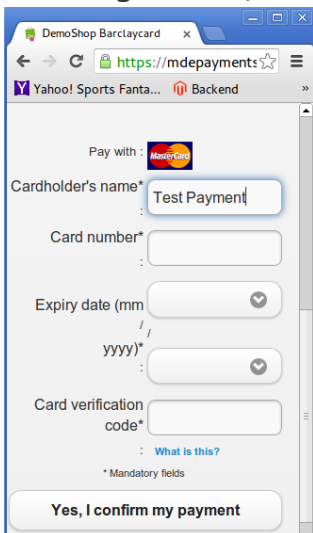 DemoShop Barclaycard
https://mdepayments
Yahoo! Sports Fanta... Backend »
Pay with : MasterCard
Cardholder's name* Test Payment
:
Card number*
:
Expiry date (mm
/ /
yyyy)*
:
Card verification
code*
: What is this?
* Mandatory fields
Yes, I confirm my payment